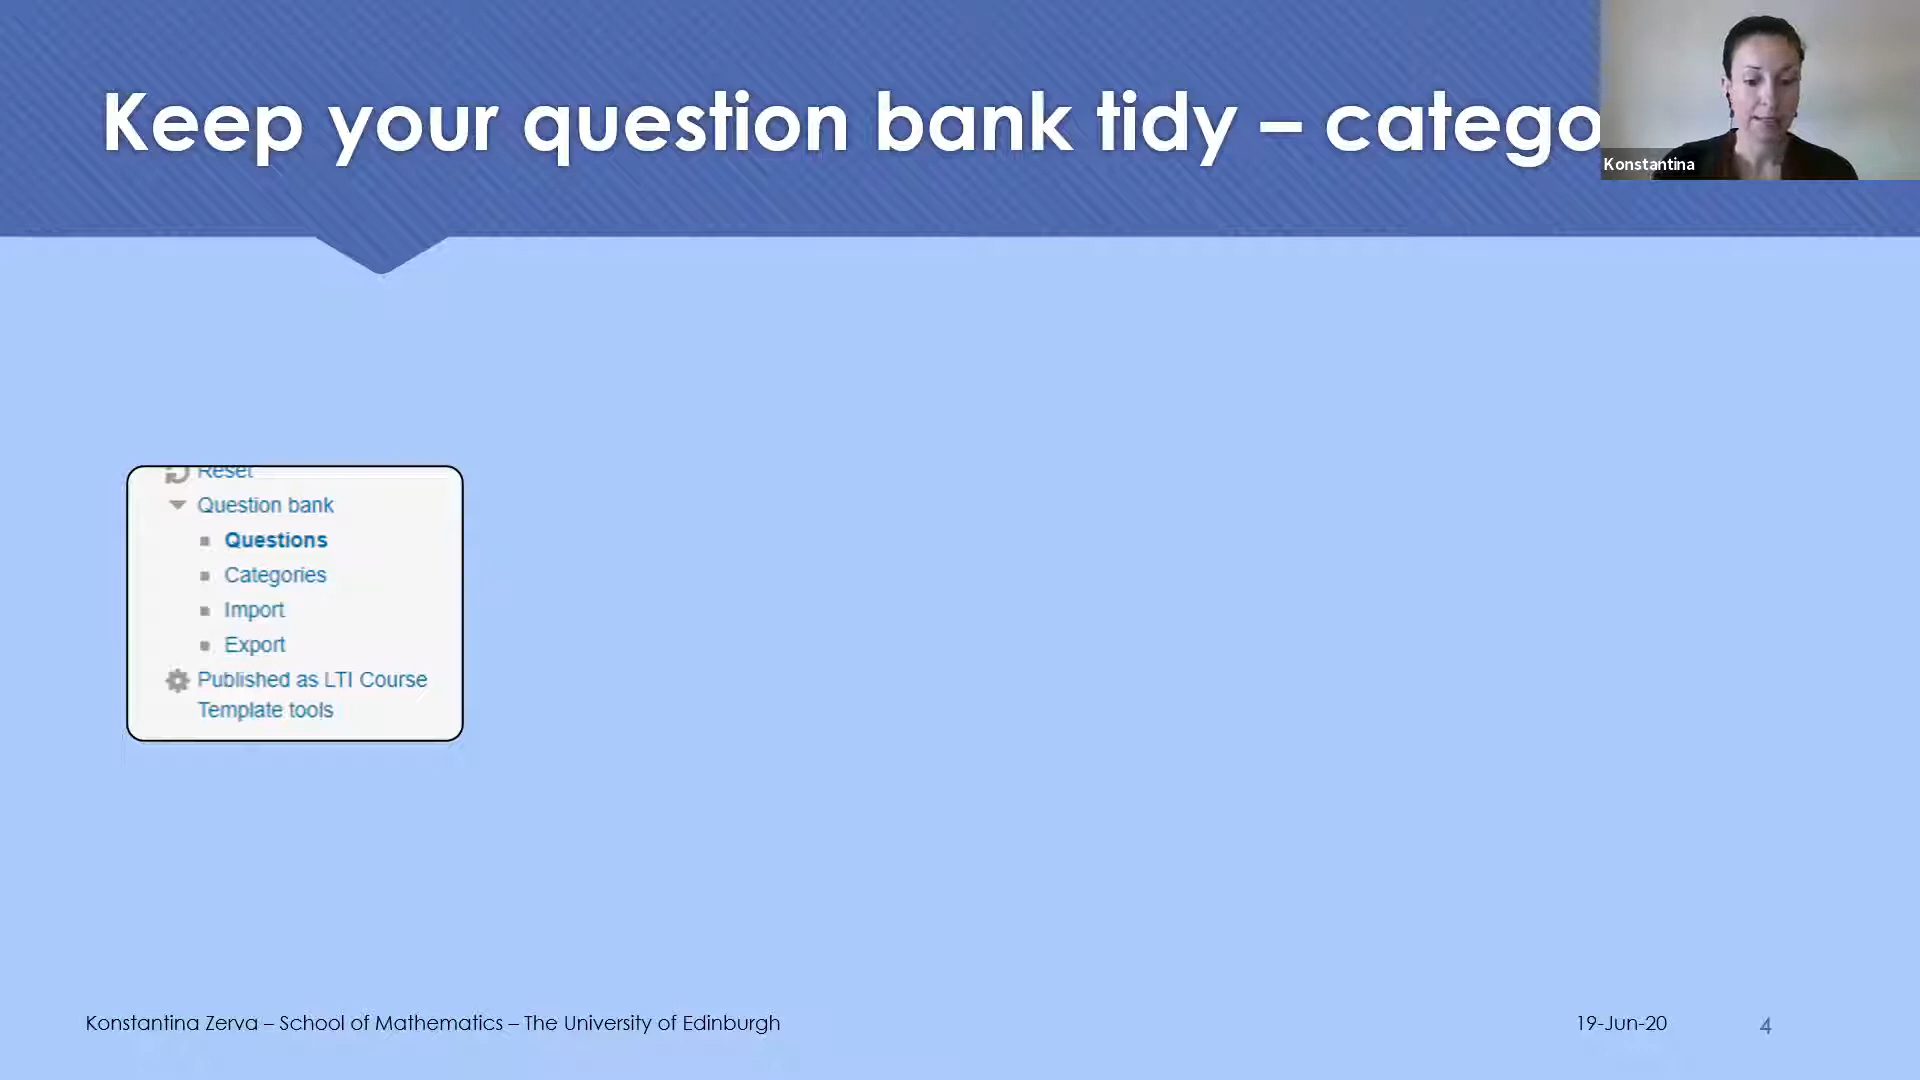 Keep your question bank tidy – catego
Konstantina
Reset
Question bank
Questions
Categories
Import
Export
Published as LTI Course
Template tools
Konstantina Zerva – School of Mathematics – The University of Edinburgh
19-Jun-20
4